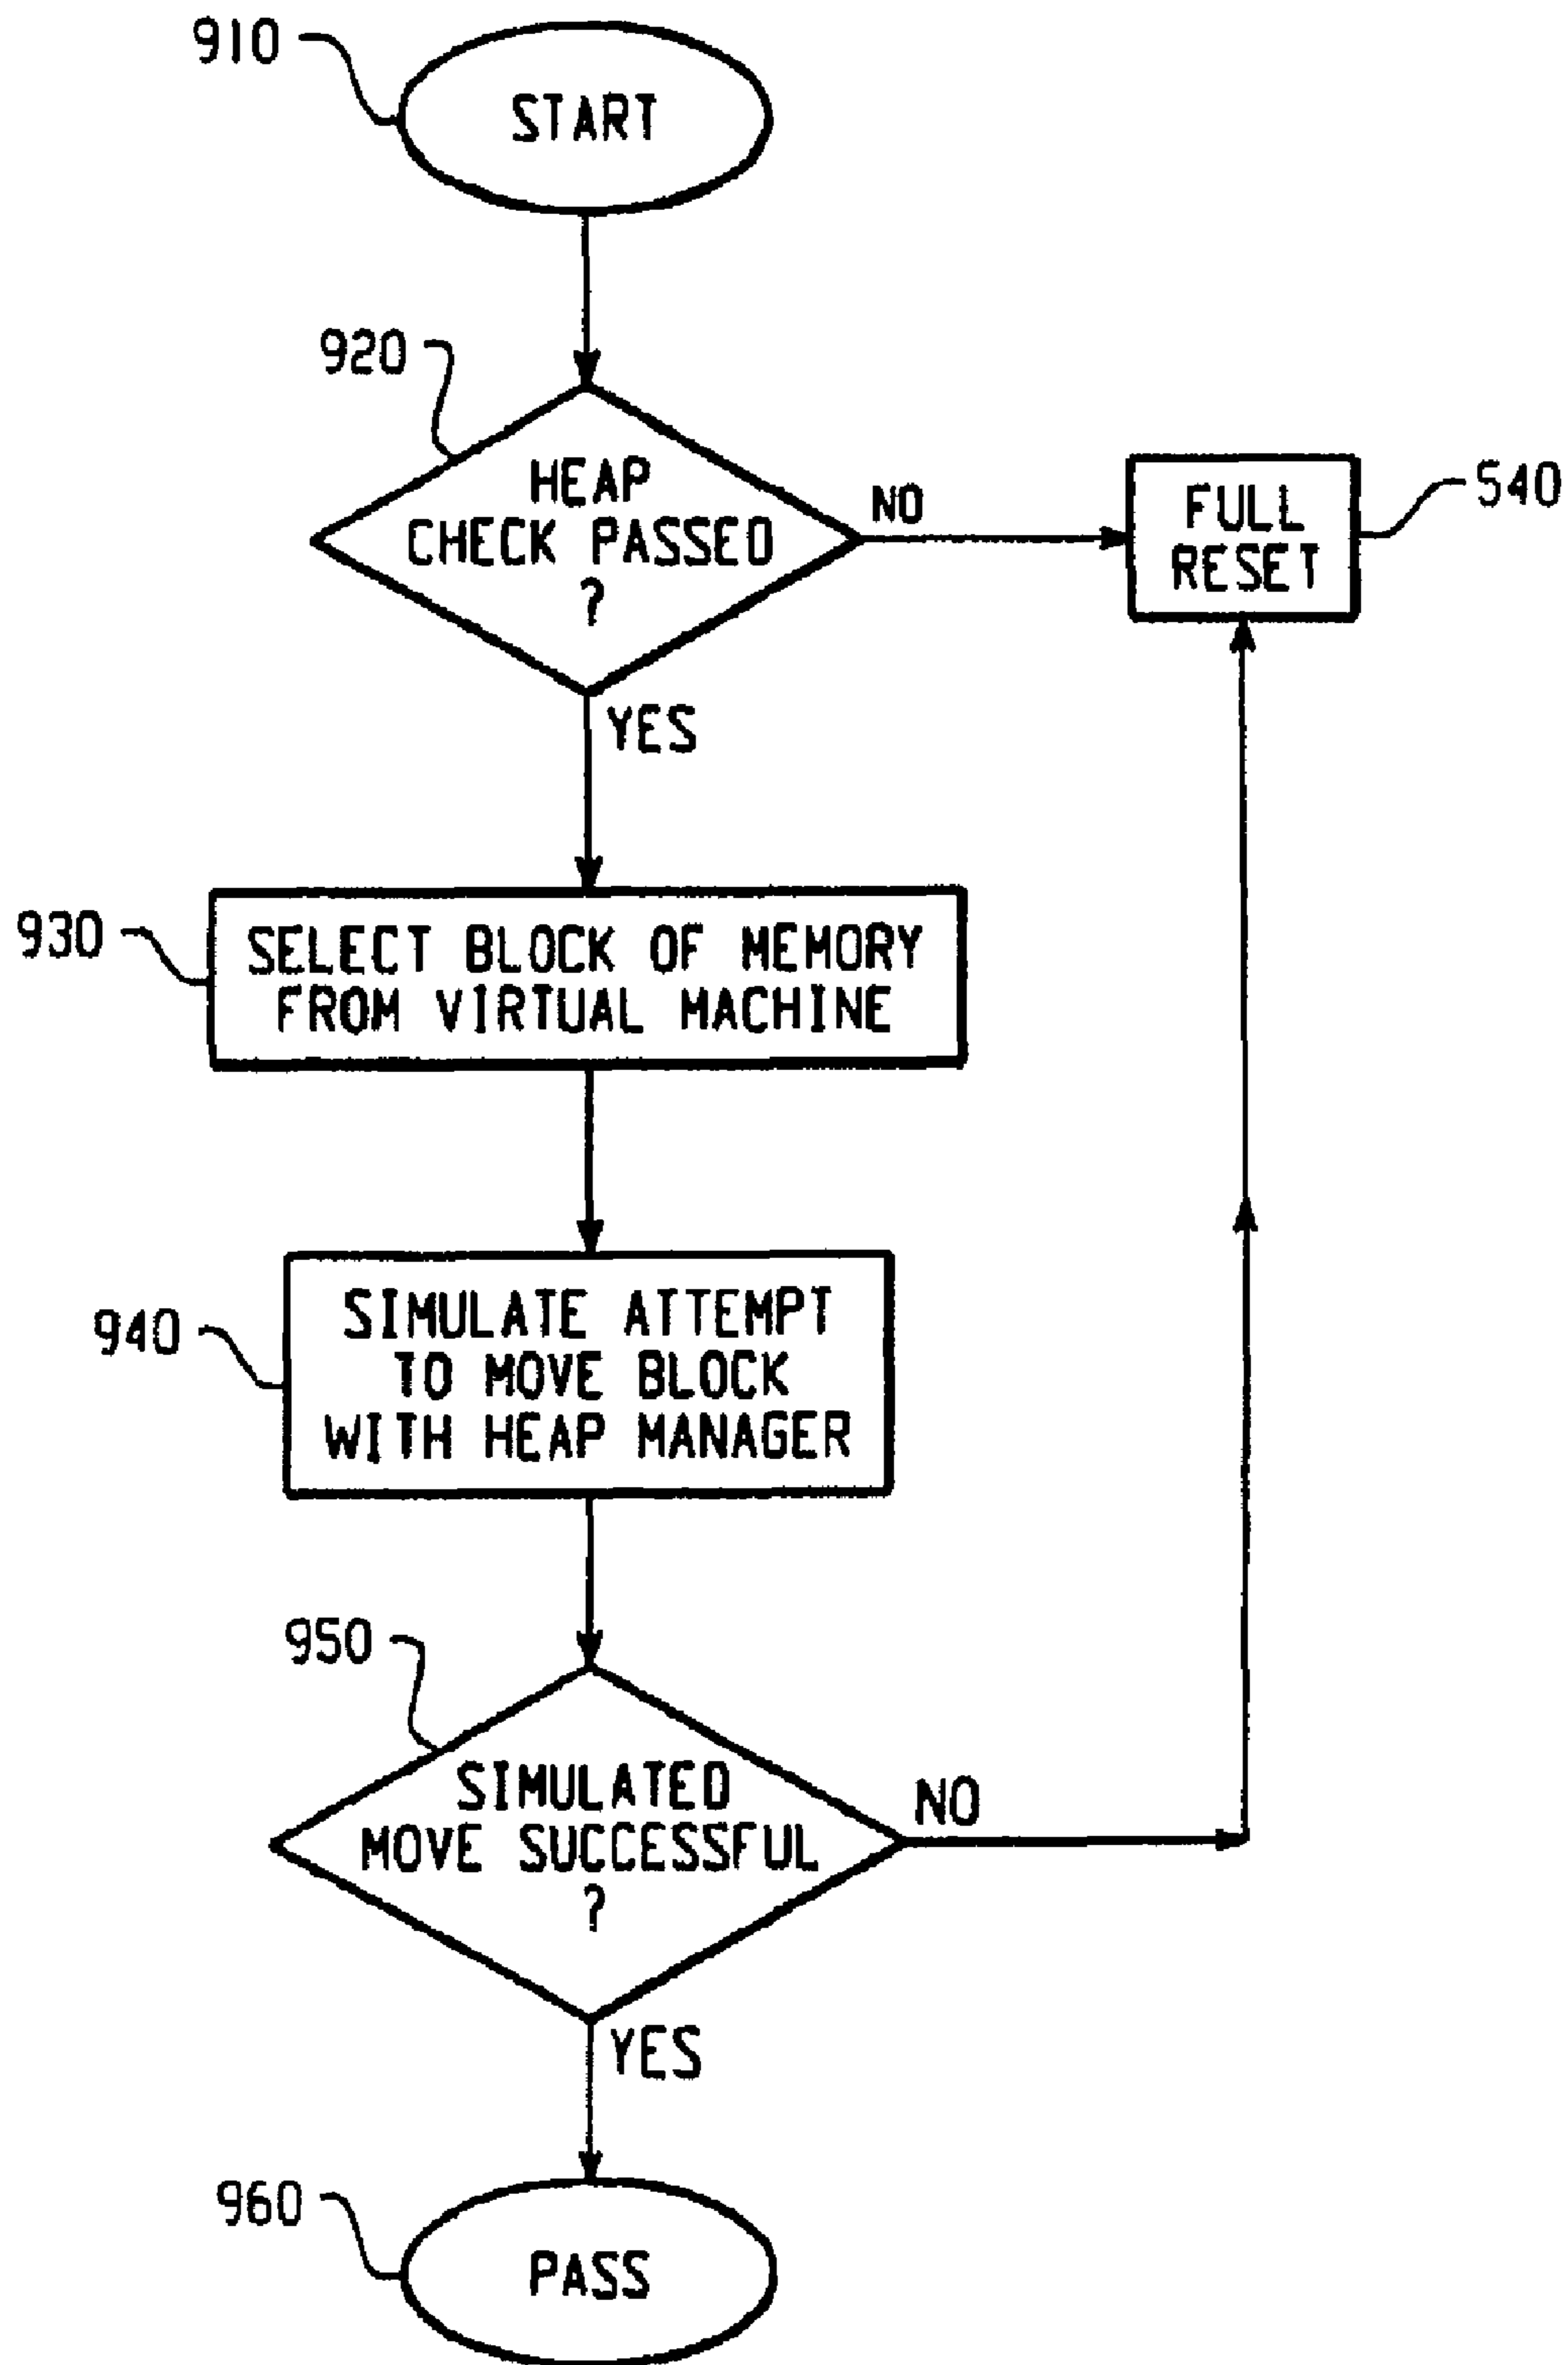 910
START
920
HEAP
CHECK PASSED
?
NO
FULL
RESET
540
YES
930
SELECT BLOCK OF MEMORY
FROM VIRTUAL MACHINE
940
SIMULATE ATTEMPT
TO MOVE BLOCK
WITH HEAP MANAGER
950
SIMULATED
MOVE SUCCESSFUL
?
NO
YES
960
PASS